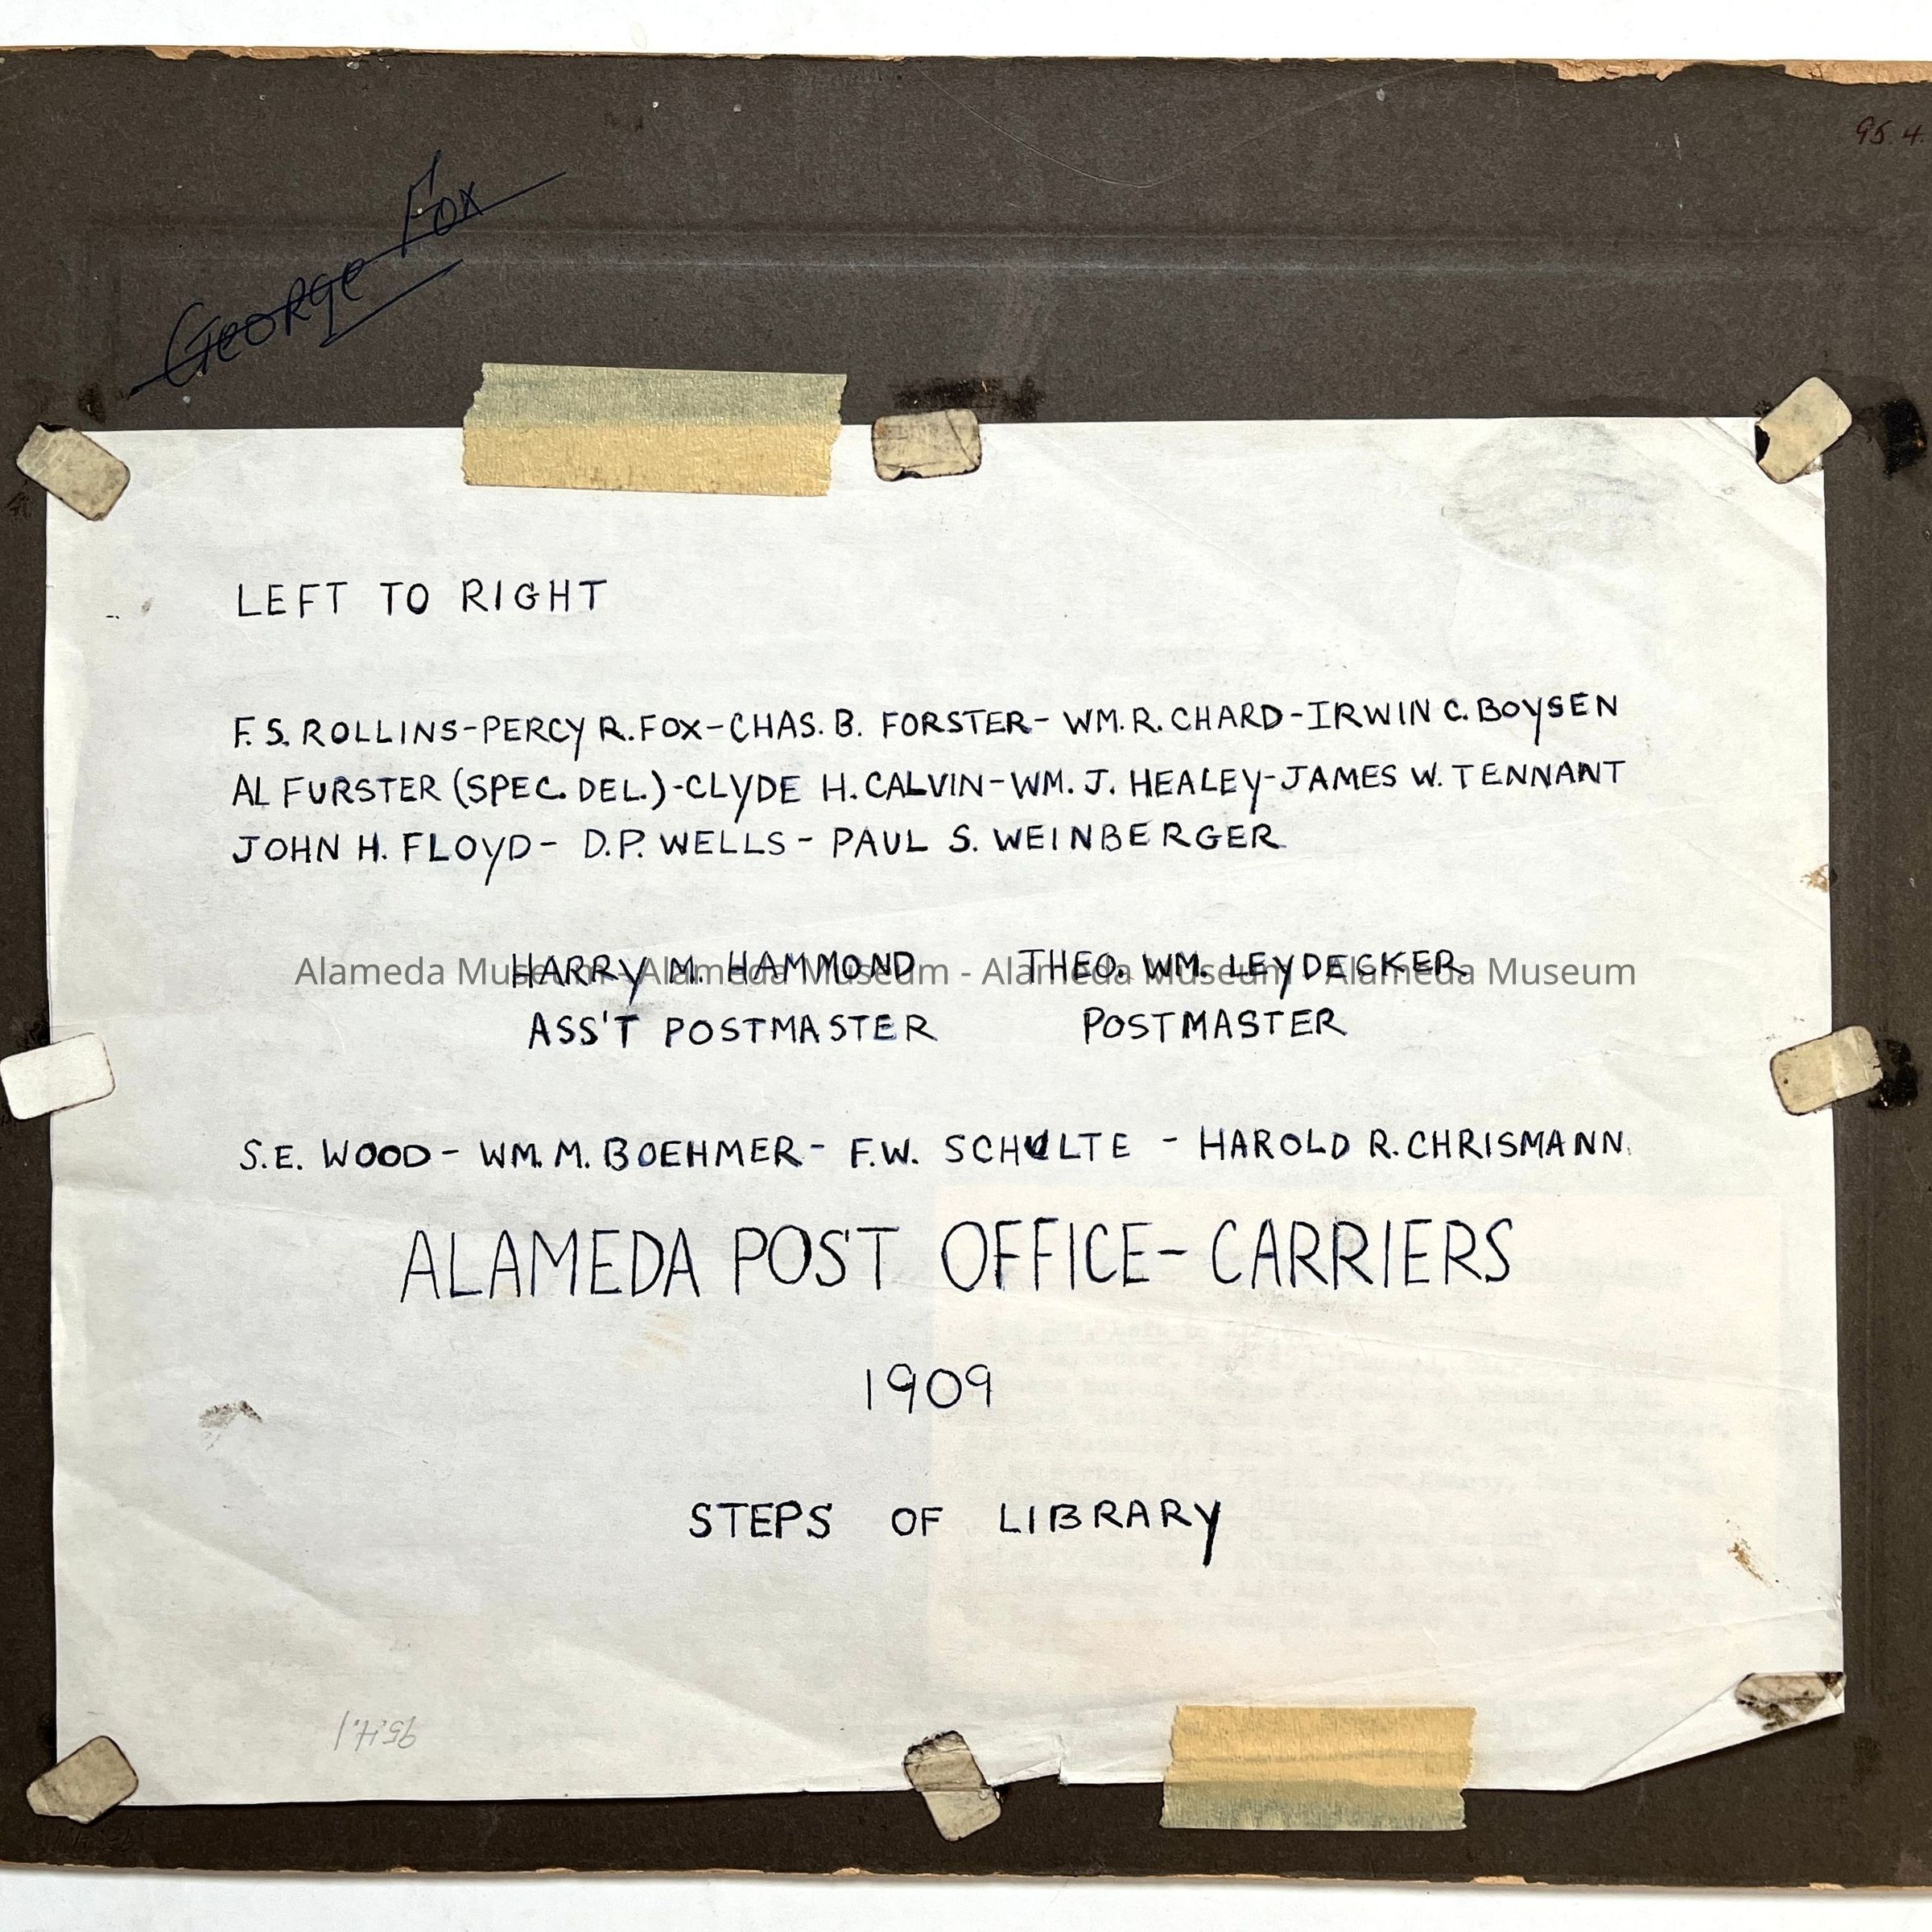 95.4
George Fox
LEFT TO RIGHT
F. S. ROLLINS-PERCY R. FOX-CHAS. B. FORSTER- WM. R. CHARD-IRWIN C. BOYSEN
AL FURSTER (SPEC. DEL.)-CLYDE H. CALVIN-WM. J. HEALEY-JAMES W. TENNANT
JOHN H. FLOYD- D.P. WELLS- PAUL S. WEINBERGER
HARRY M. HAMMOND THEO. WM. LEYDECKER
Alameda Museum - Alameda Museum - Alameda Museum - Alameda Museum
ASS'T POSTMASTER POSTMASTER
S.E. WOOD- WM. M. BOEHMER- F.W. SCHULTE - HAROLD R. CHRISMANN.
ALAMEDA POST OFFICE-CARRIERS
1909
STEPS OF LIBRARY
95.4.1